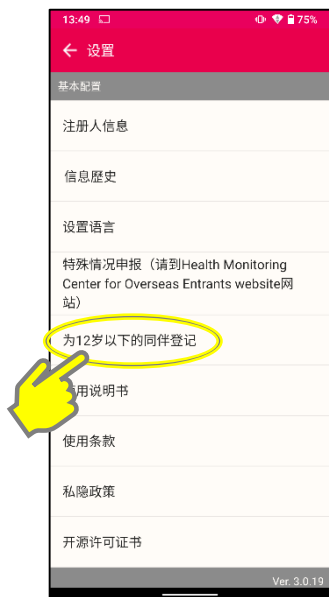 13:49 75%
设置
基本配置
注册人信息
信息歷史
设置语言
特殊情况申报（请到Health Monitoring
Center for Overseas Entrants website网
站）
为12岁以下的同伴登记
用说明书
使用条款
私隐政策
开源许可证书
Ver. 3.0.19